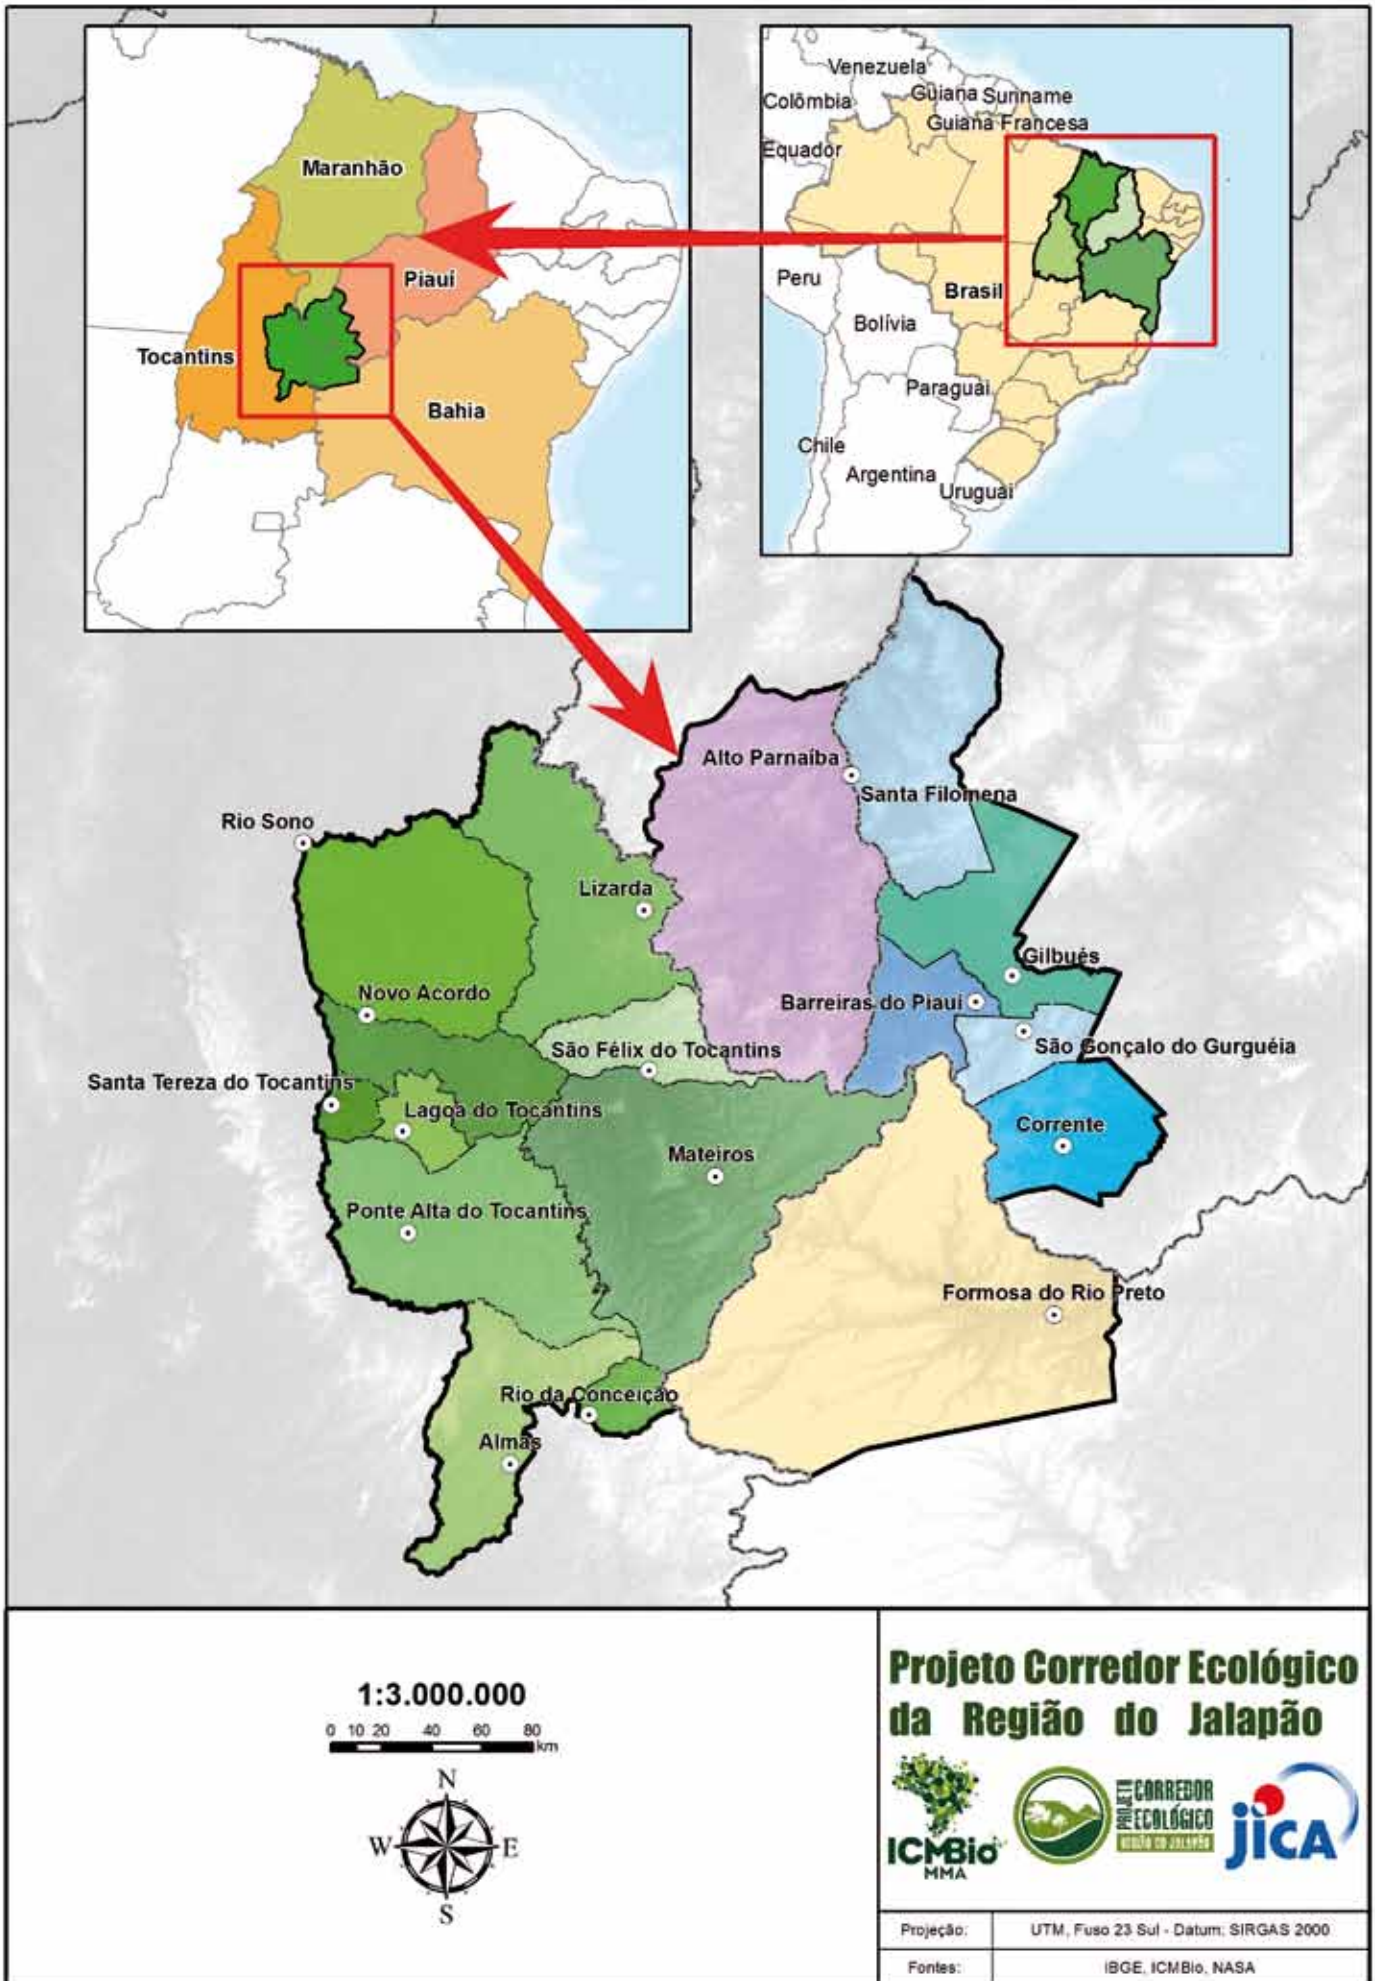 Maranhão
Piauí
Tocantins
Bahia
Venezuela
Colômbia
Guiana
Suriname
Guiana Francesa
Equador
Peru
Brasil
Bolívia
Paraguai
Chile
Argentina
Uruguai
Alto Parnaíba
Santa Filomena
Rio Sono
Lizarda
Gilbués
Novo Acordo
Barreiras do Piauí
São Félix do Tocantins
São Gonçalo do Gurguéia
Santa Tereza do Tocantins
Lagoa do Tocantins
Corrente
Mateiros
Ponte Alta do Tocantins
Formosa do Rio Preto
Rio da Conceição
Almas
1:3.000.000
0 10 20 40 60 80
km
N
W E
S
Projeto Corredor Ecológico
da Região do Jalapão
ICMBio
MMA
PROJETO
CORREDOR
ECOLÓGICO
REGIÃO DO JALAPÃO
JICA
Projeção: UTM, Fuso 23 Sul - Datum: SIRGAS 2000
Fontes: IBGE, ICMBio, NASA